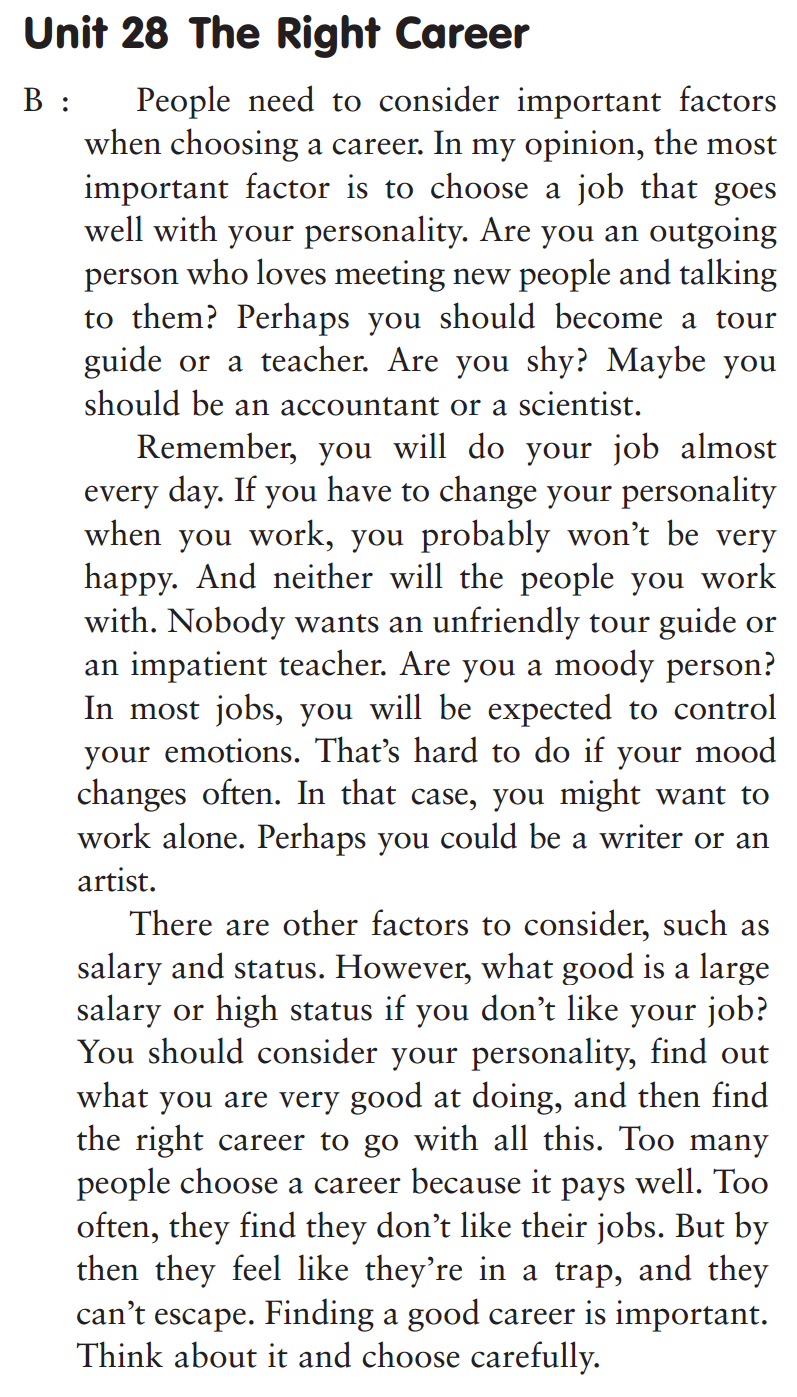 Unit 28 The Right Career
B : People need to consider important factors
when choosing a career. In my opinion, the most
important factor is to choose a job that goes
well with your personality. Are you an outgoing
person who loves meeting new people and talking
to them? Perhaps you should become a tour
guide or a teacher. Are you shy? Maybe you
should be an accountant or a scientist.
Remember, you will do your job almost
every day. If you have to change your personality
when you work, you probably won’t be very
happy. And neither will the people you work
with. Nobody wants an unfriendly tour guide or
an impatient teacher. Are you a moody person?
In most jobs, you will be expected to control
your emotions. That’s hard to do if your mood
changes often. In that case, you might want to
work alone. Perhaps you could be a writer or an
artist.
There are other factors to consider, such as
salary and status. However, what good is a large
salary or high status if you don’t like your job?
You should consider your personality, find out
what you are very good at doing, and then find
the right career to go with all this. Too many
people choose a career because it pays well. Too
often, they find they don’t like their jobs. But by
then they feel like they’re in a trap, and they
can’t escape. Finding a good career is important.
Think about it and choose carefully.